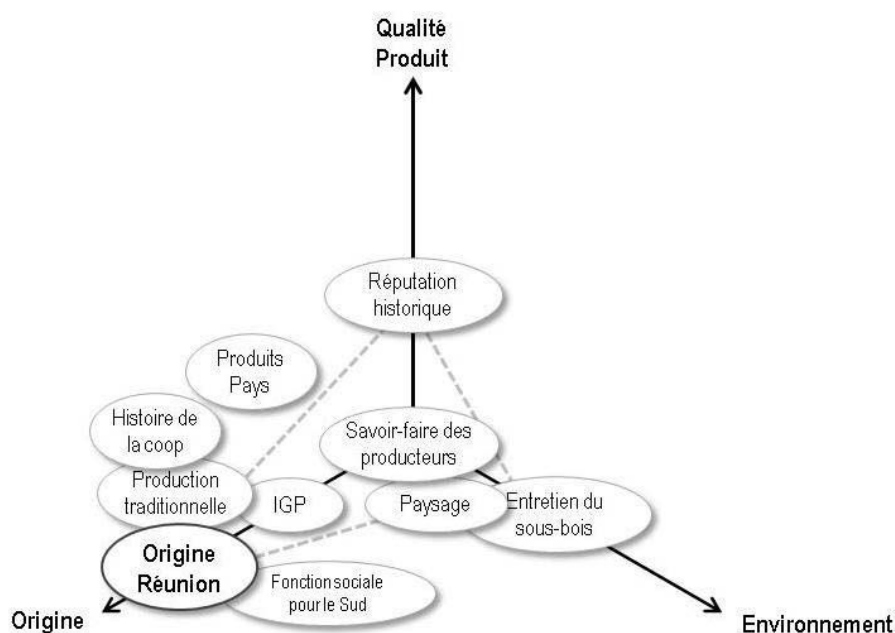 Qualité
Produit
Réputation
historique
Produits
Pays
Histoire de
la coop
Savoir-faire des
producteurs
Production
traditionnelle
IGP
Paysage
Entretien du
sous-bois
Origine
Réunion
Fonction sociale
pour le Sud
Origine
Environnement